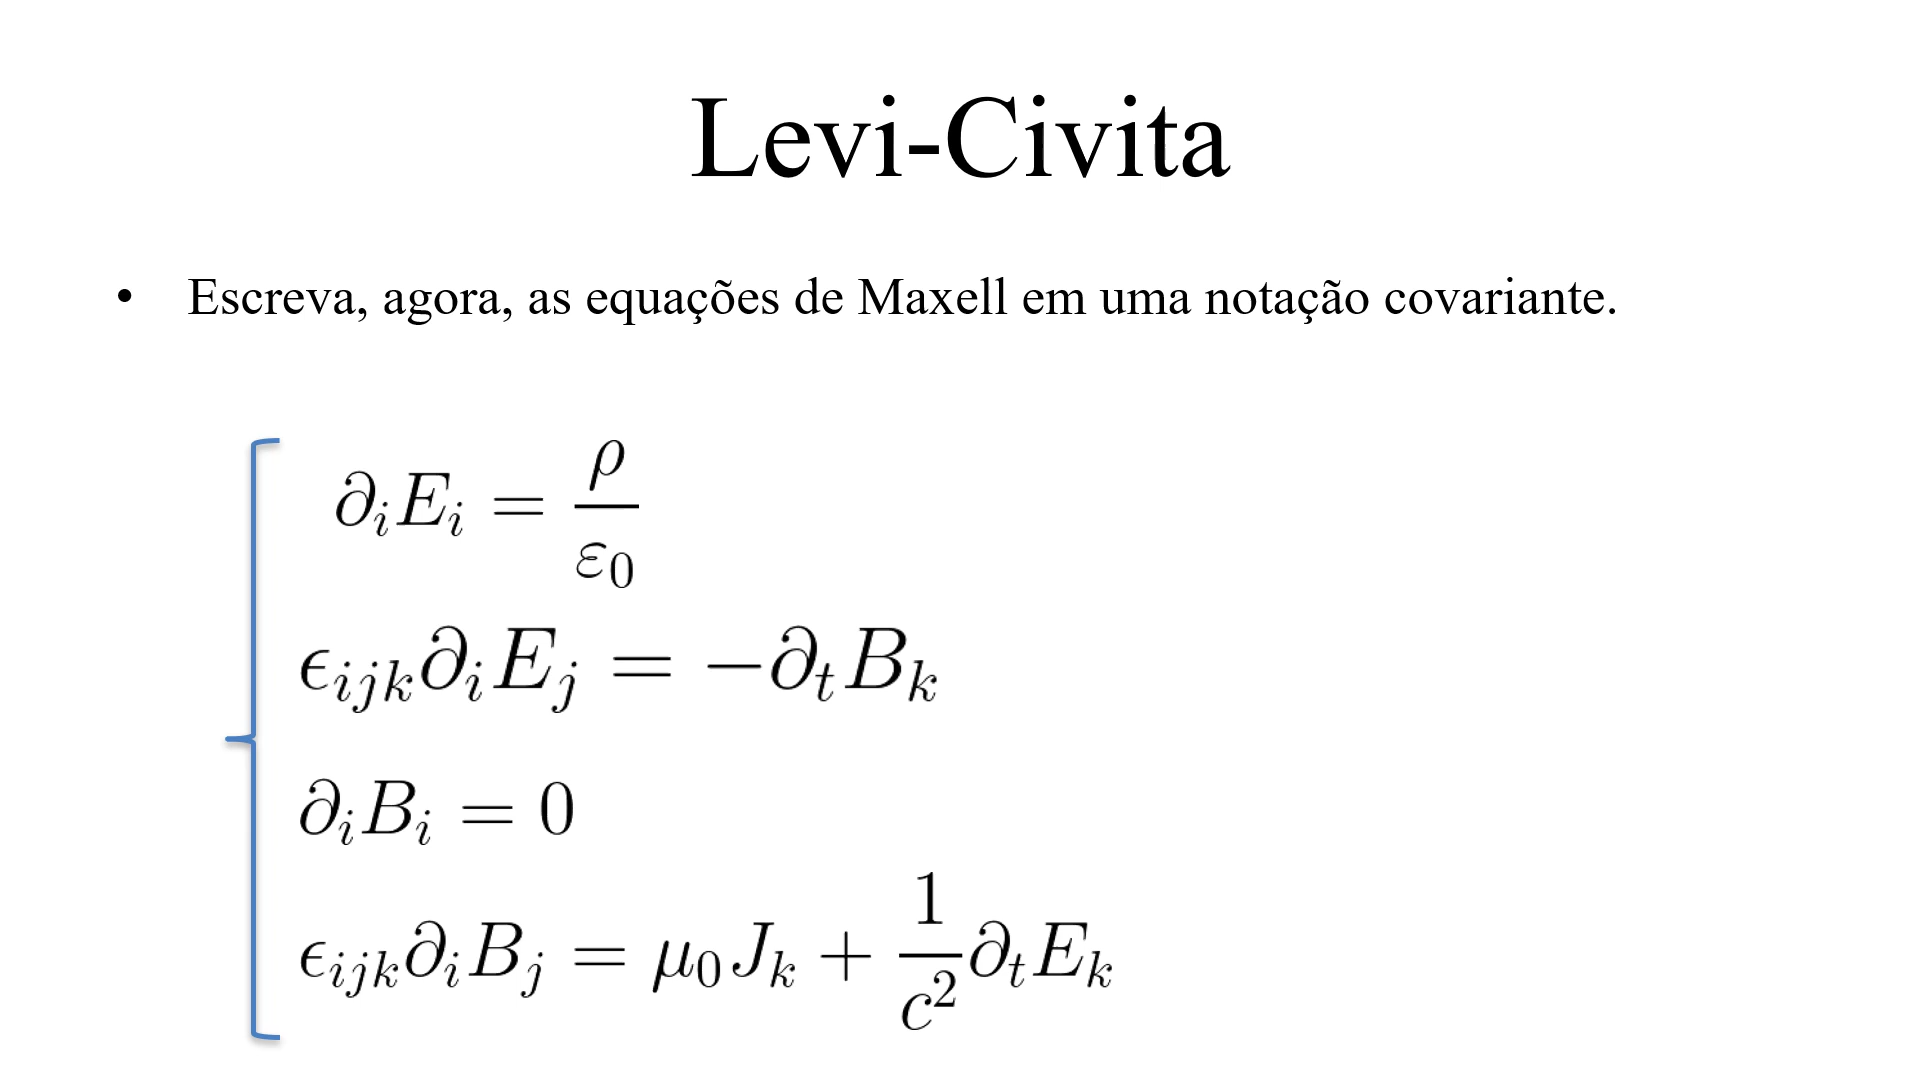 Levi-Civita
• Escreva, agora, as equações de Maxell em uma notação covariante.
∂ᵢEᵢ = ρ/ε₀
ϵᵢⱼₖ∂ᵢEⱼ = −∂ₜBₖ
∂ᵢBᵢ = 0
ϵᵢⱼₖ∂ᵢBⱼ = μ₀Jₖ + 1/c² ∂ₜEₖ